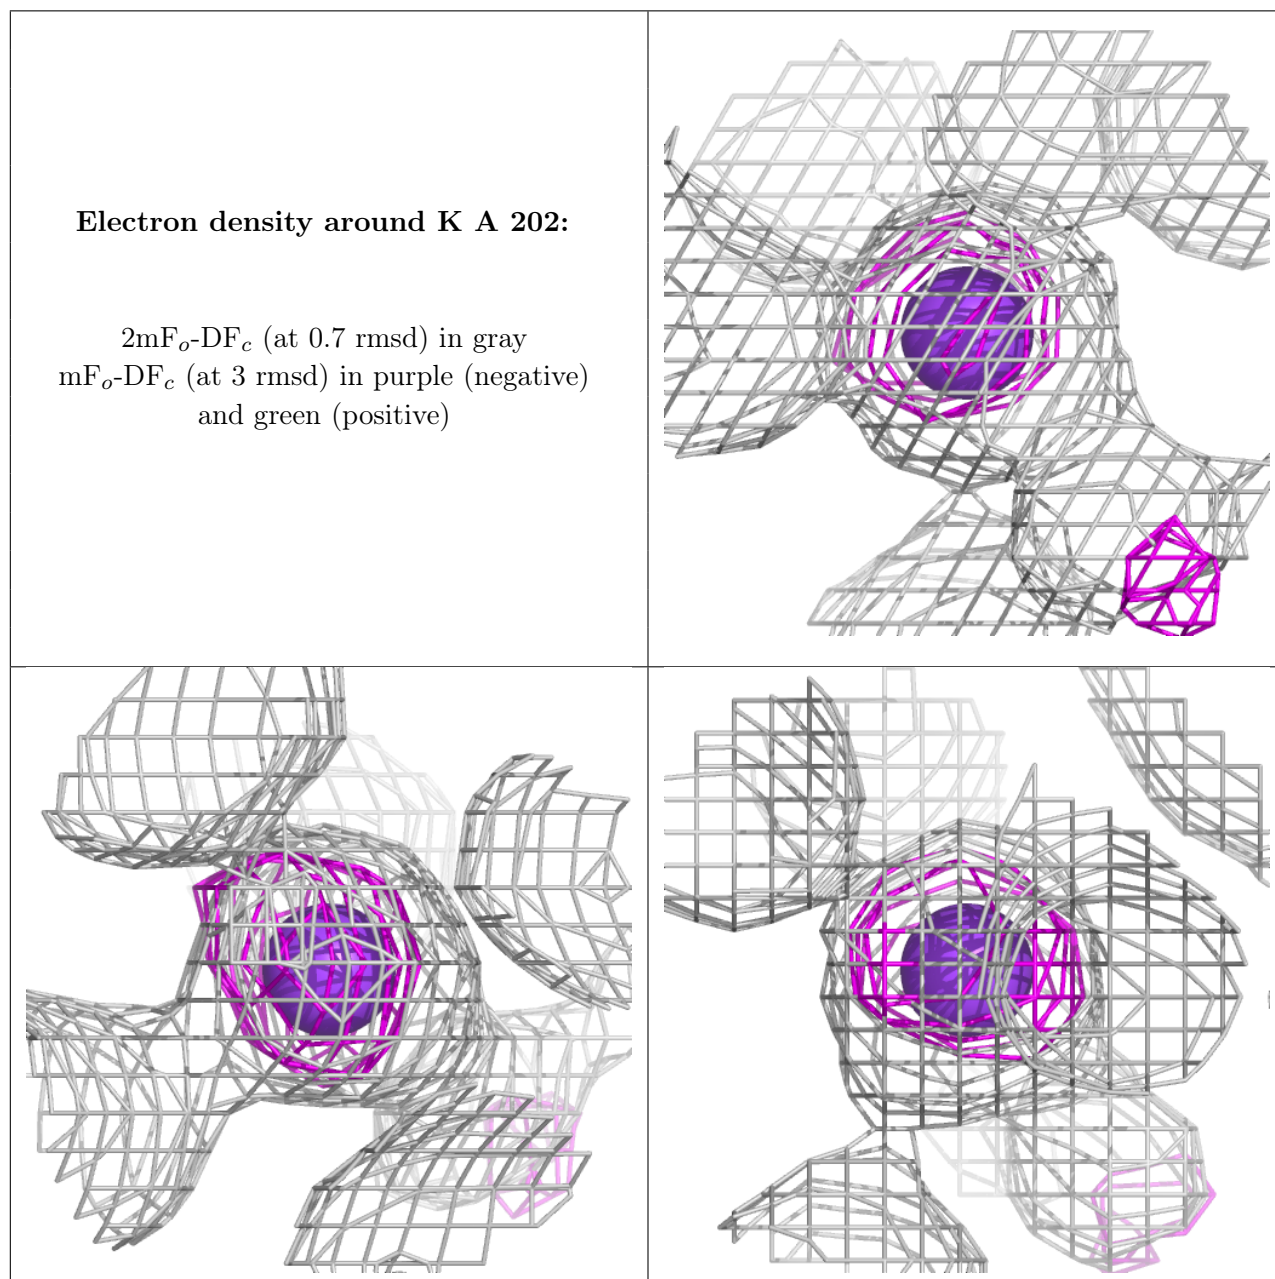 Electron density around K A 202:
2mFo-DFc (at 0.7 rmsd) in gray
mFo-DFc (at 3 rmsd) in purple (negative)
and green (positive)